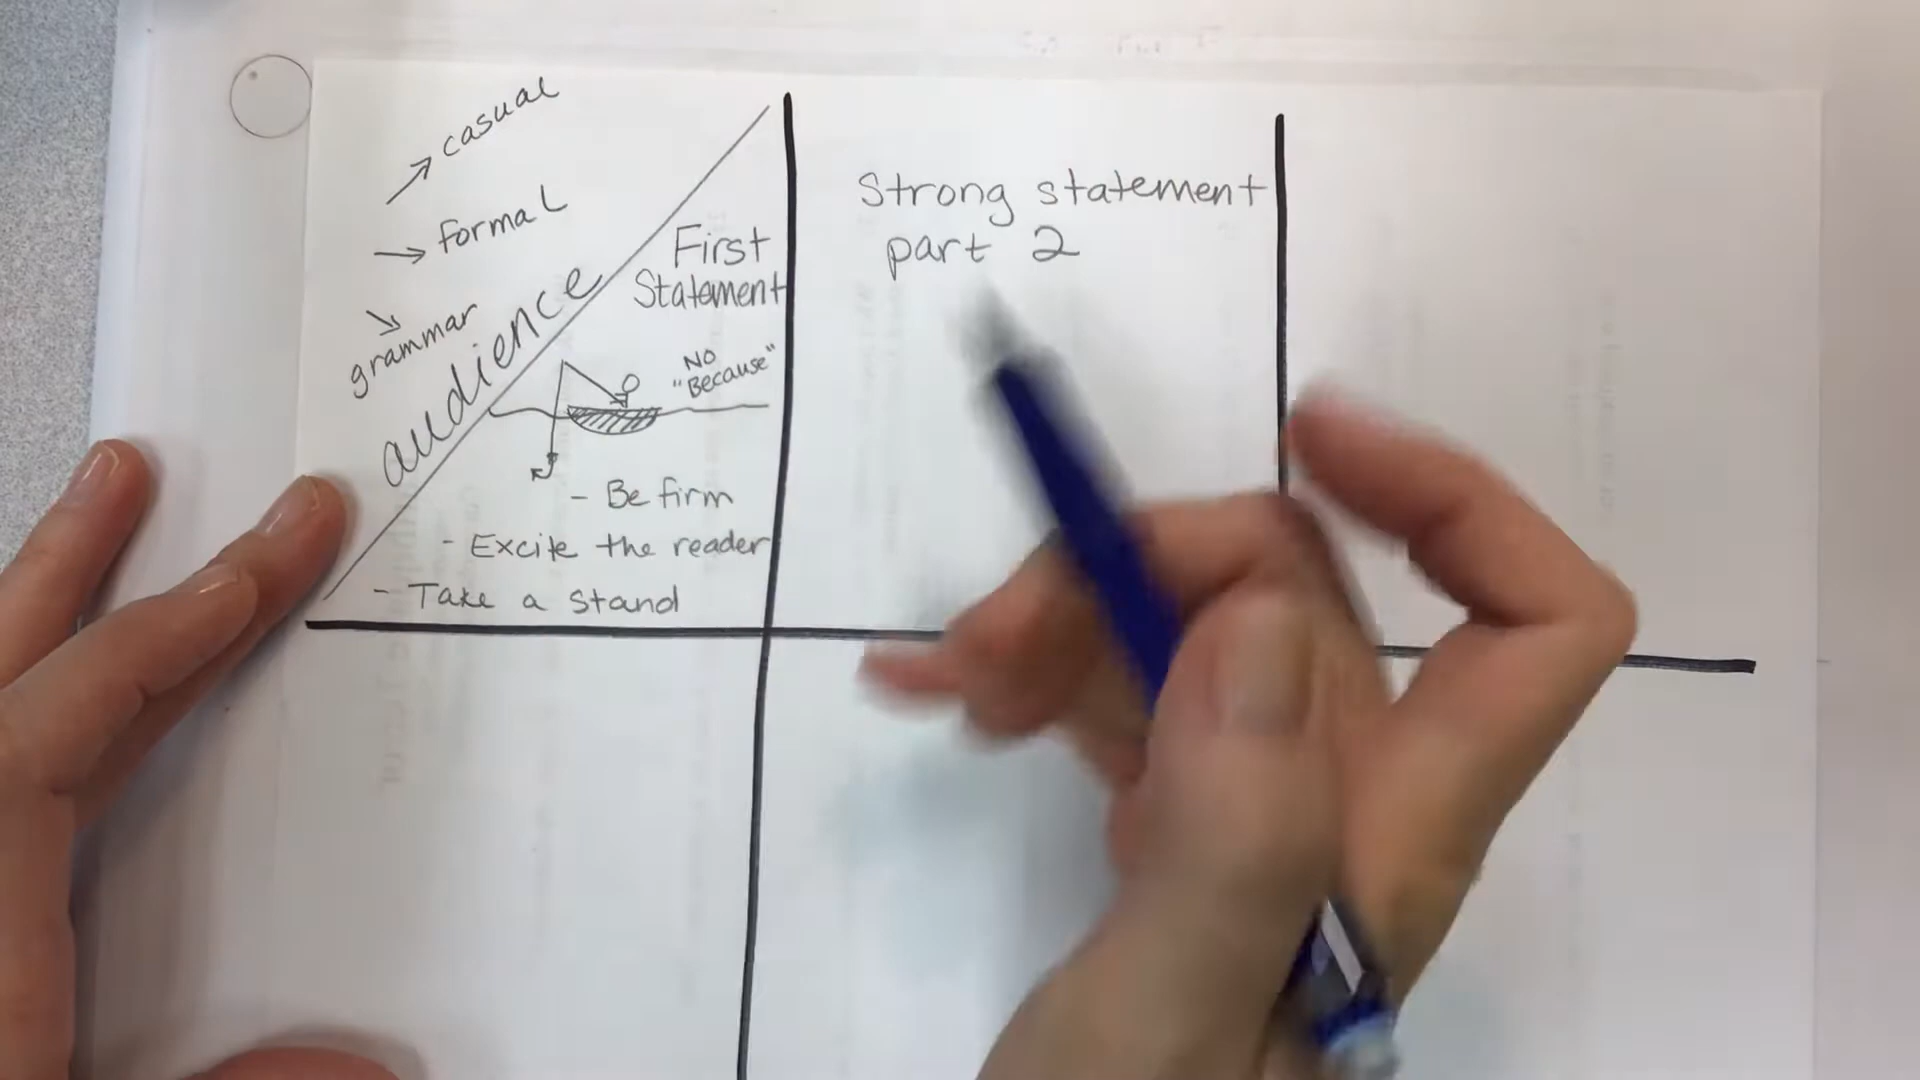 casual
formal
grammar
audience
First
Statement
NO
"Because"
- Be firm
- Excite the reader
- Take a stand
Strong statement
part 2